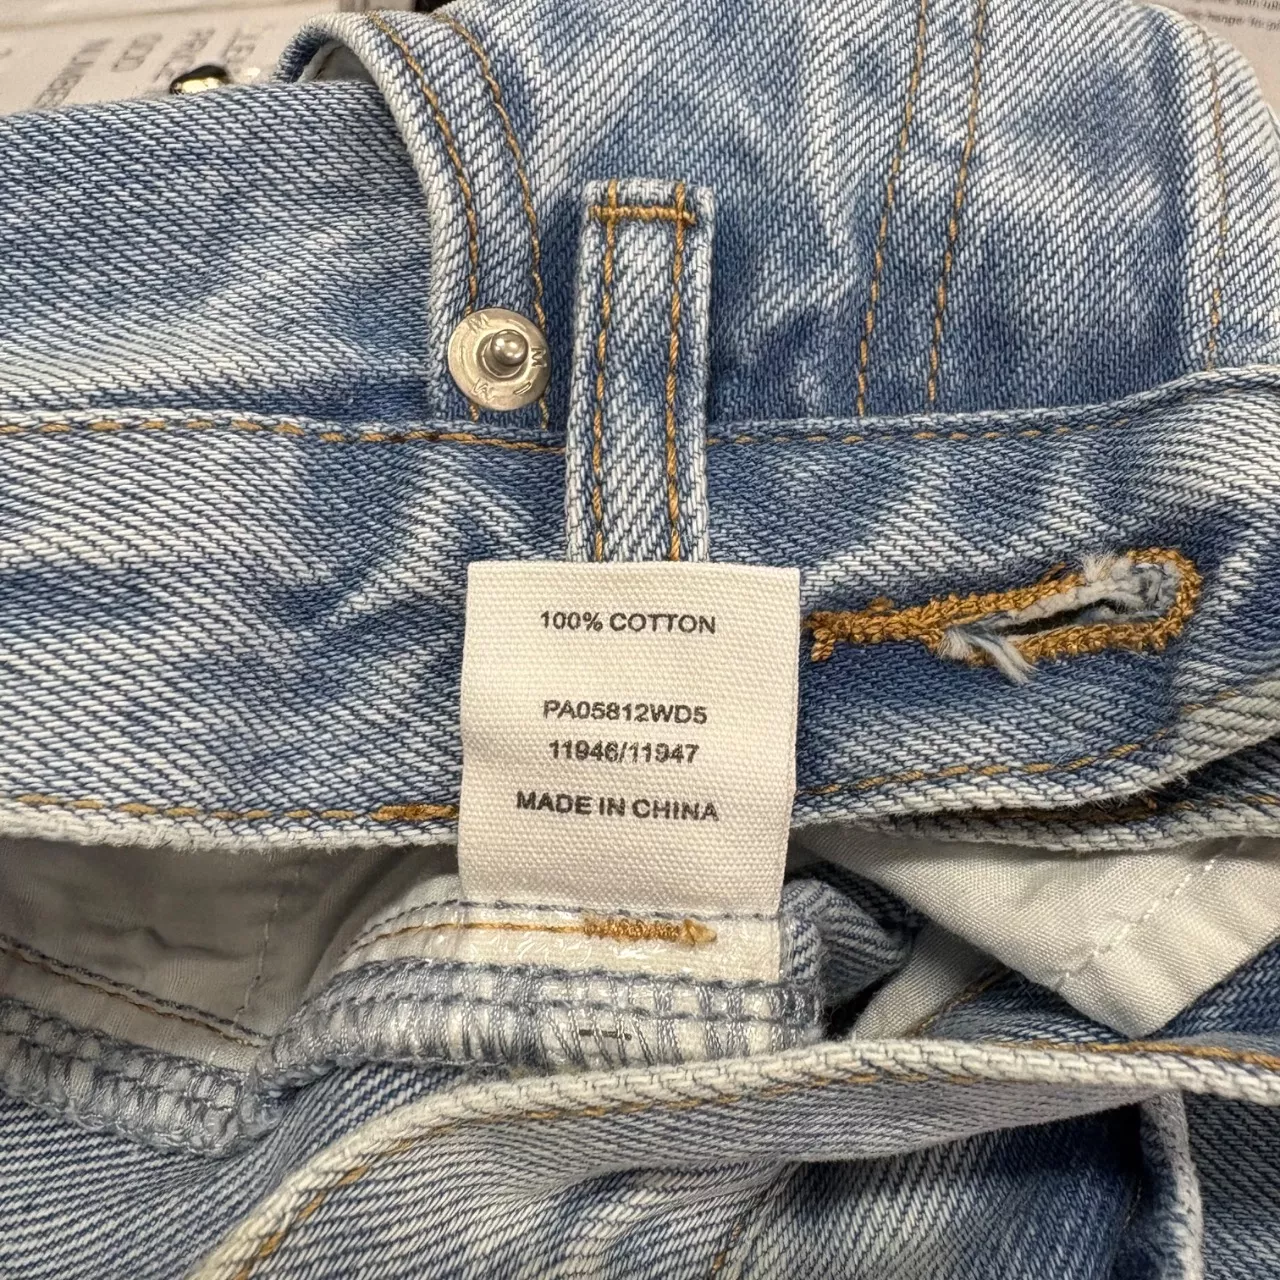 100% COTTON
PA05812WD5
11946/11947
MADE IN CHINA